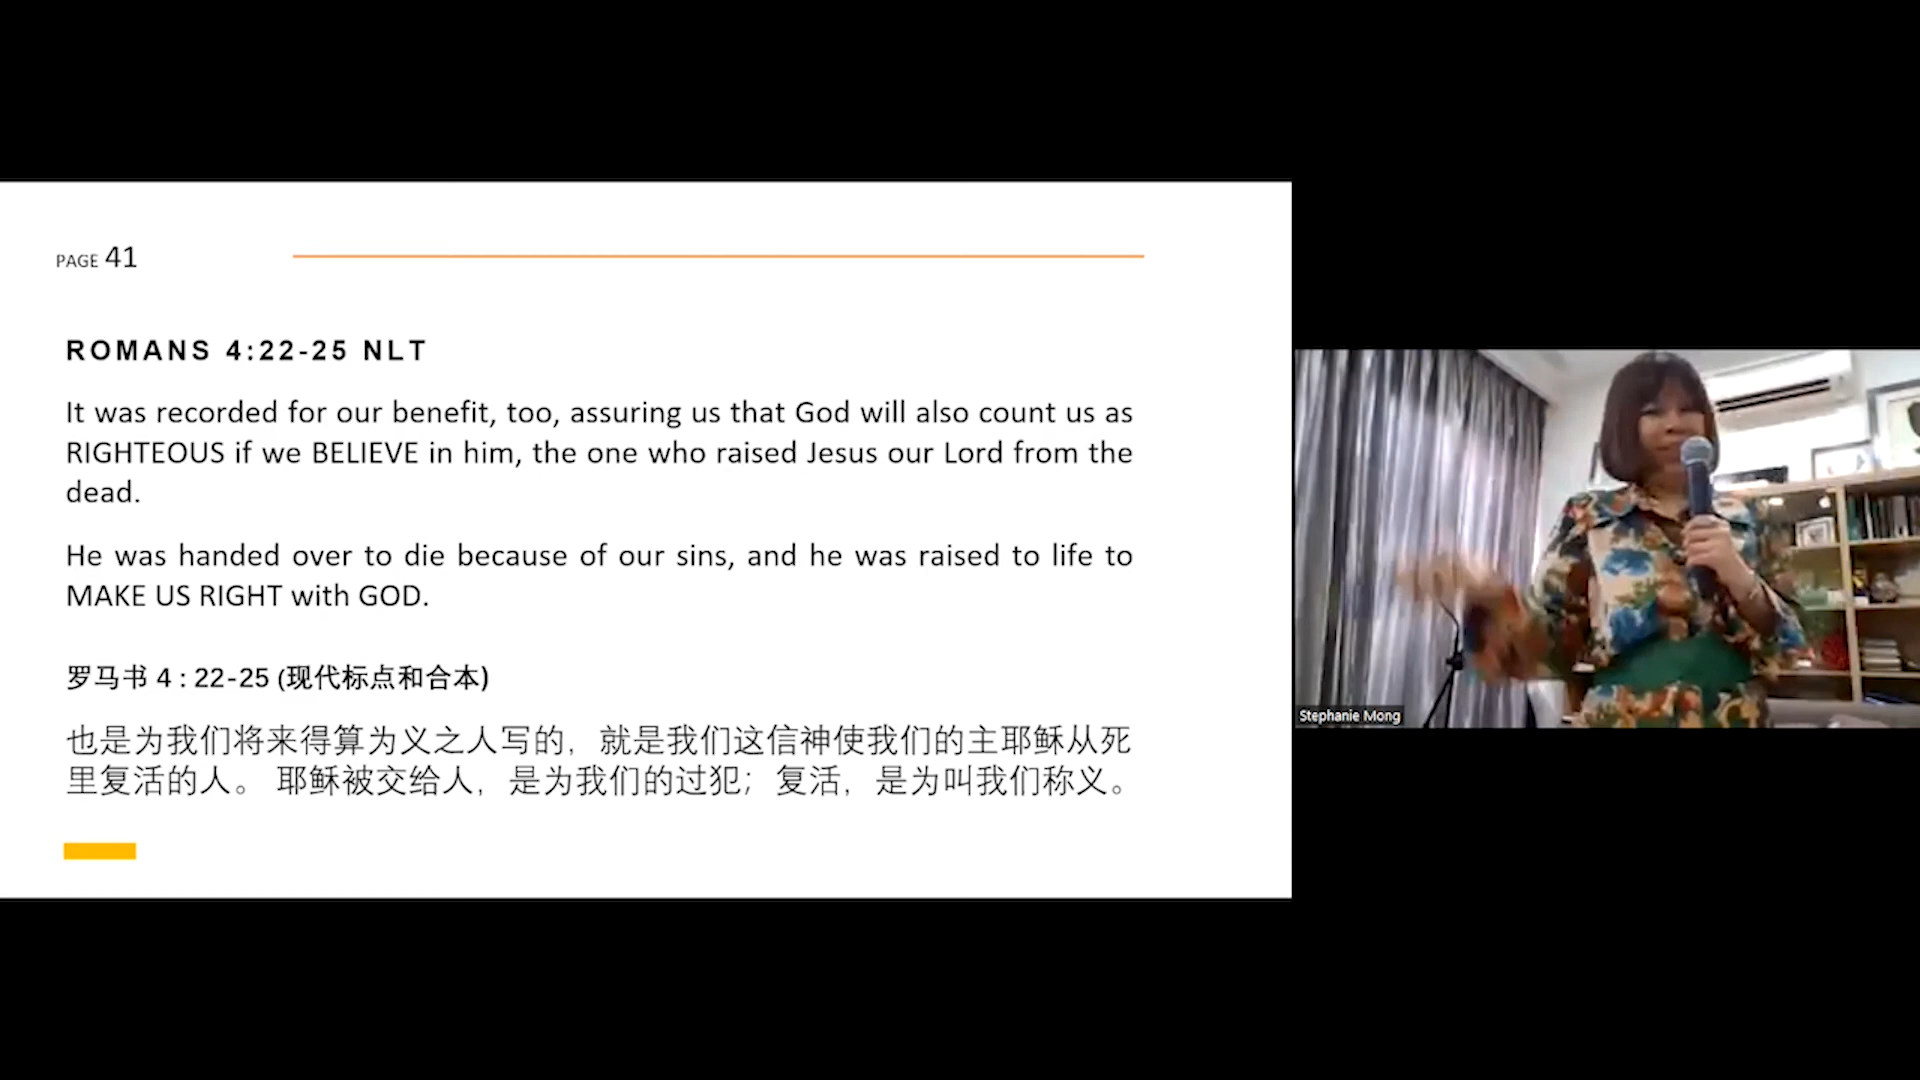 PAGE 41
ROMANS 4:22-25 NLT
It was recorded for our benefit, too, assuring us that God will also count us as
RIGHTEOUS if we BELIEVE in him, the one who raised Jesus our Lord from the
dead.
He was handed over to die because of our sins, and he was raised to life to
MAKE US RIGHT with GOD.
罗马书 4 : 22-25 (现代标点和合本)
也是为我们将来得算为义之人写的，就是我们这信神使我们的主耶稣从死
里复活的人。 耶稣被交给人，是为我们的过犯；复活，是为叫我们称义。
Stephanie Mong